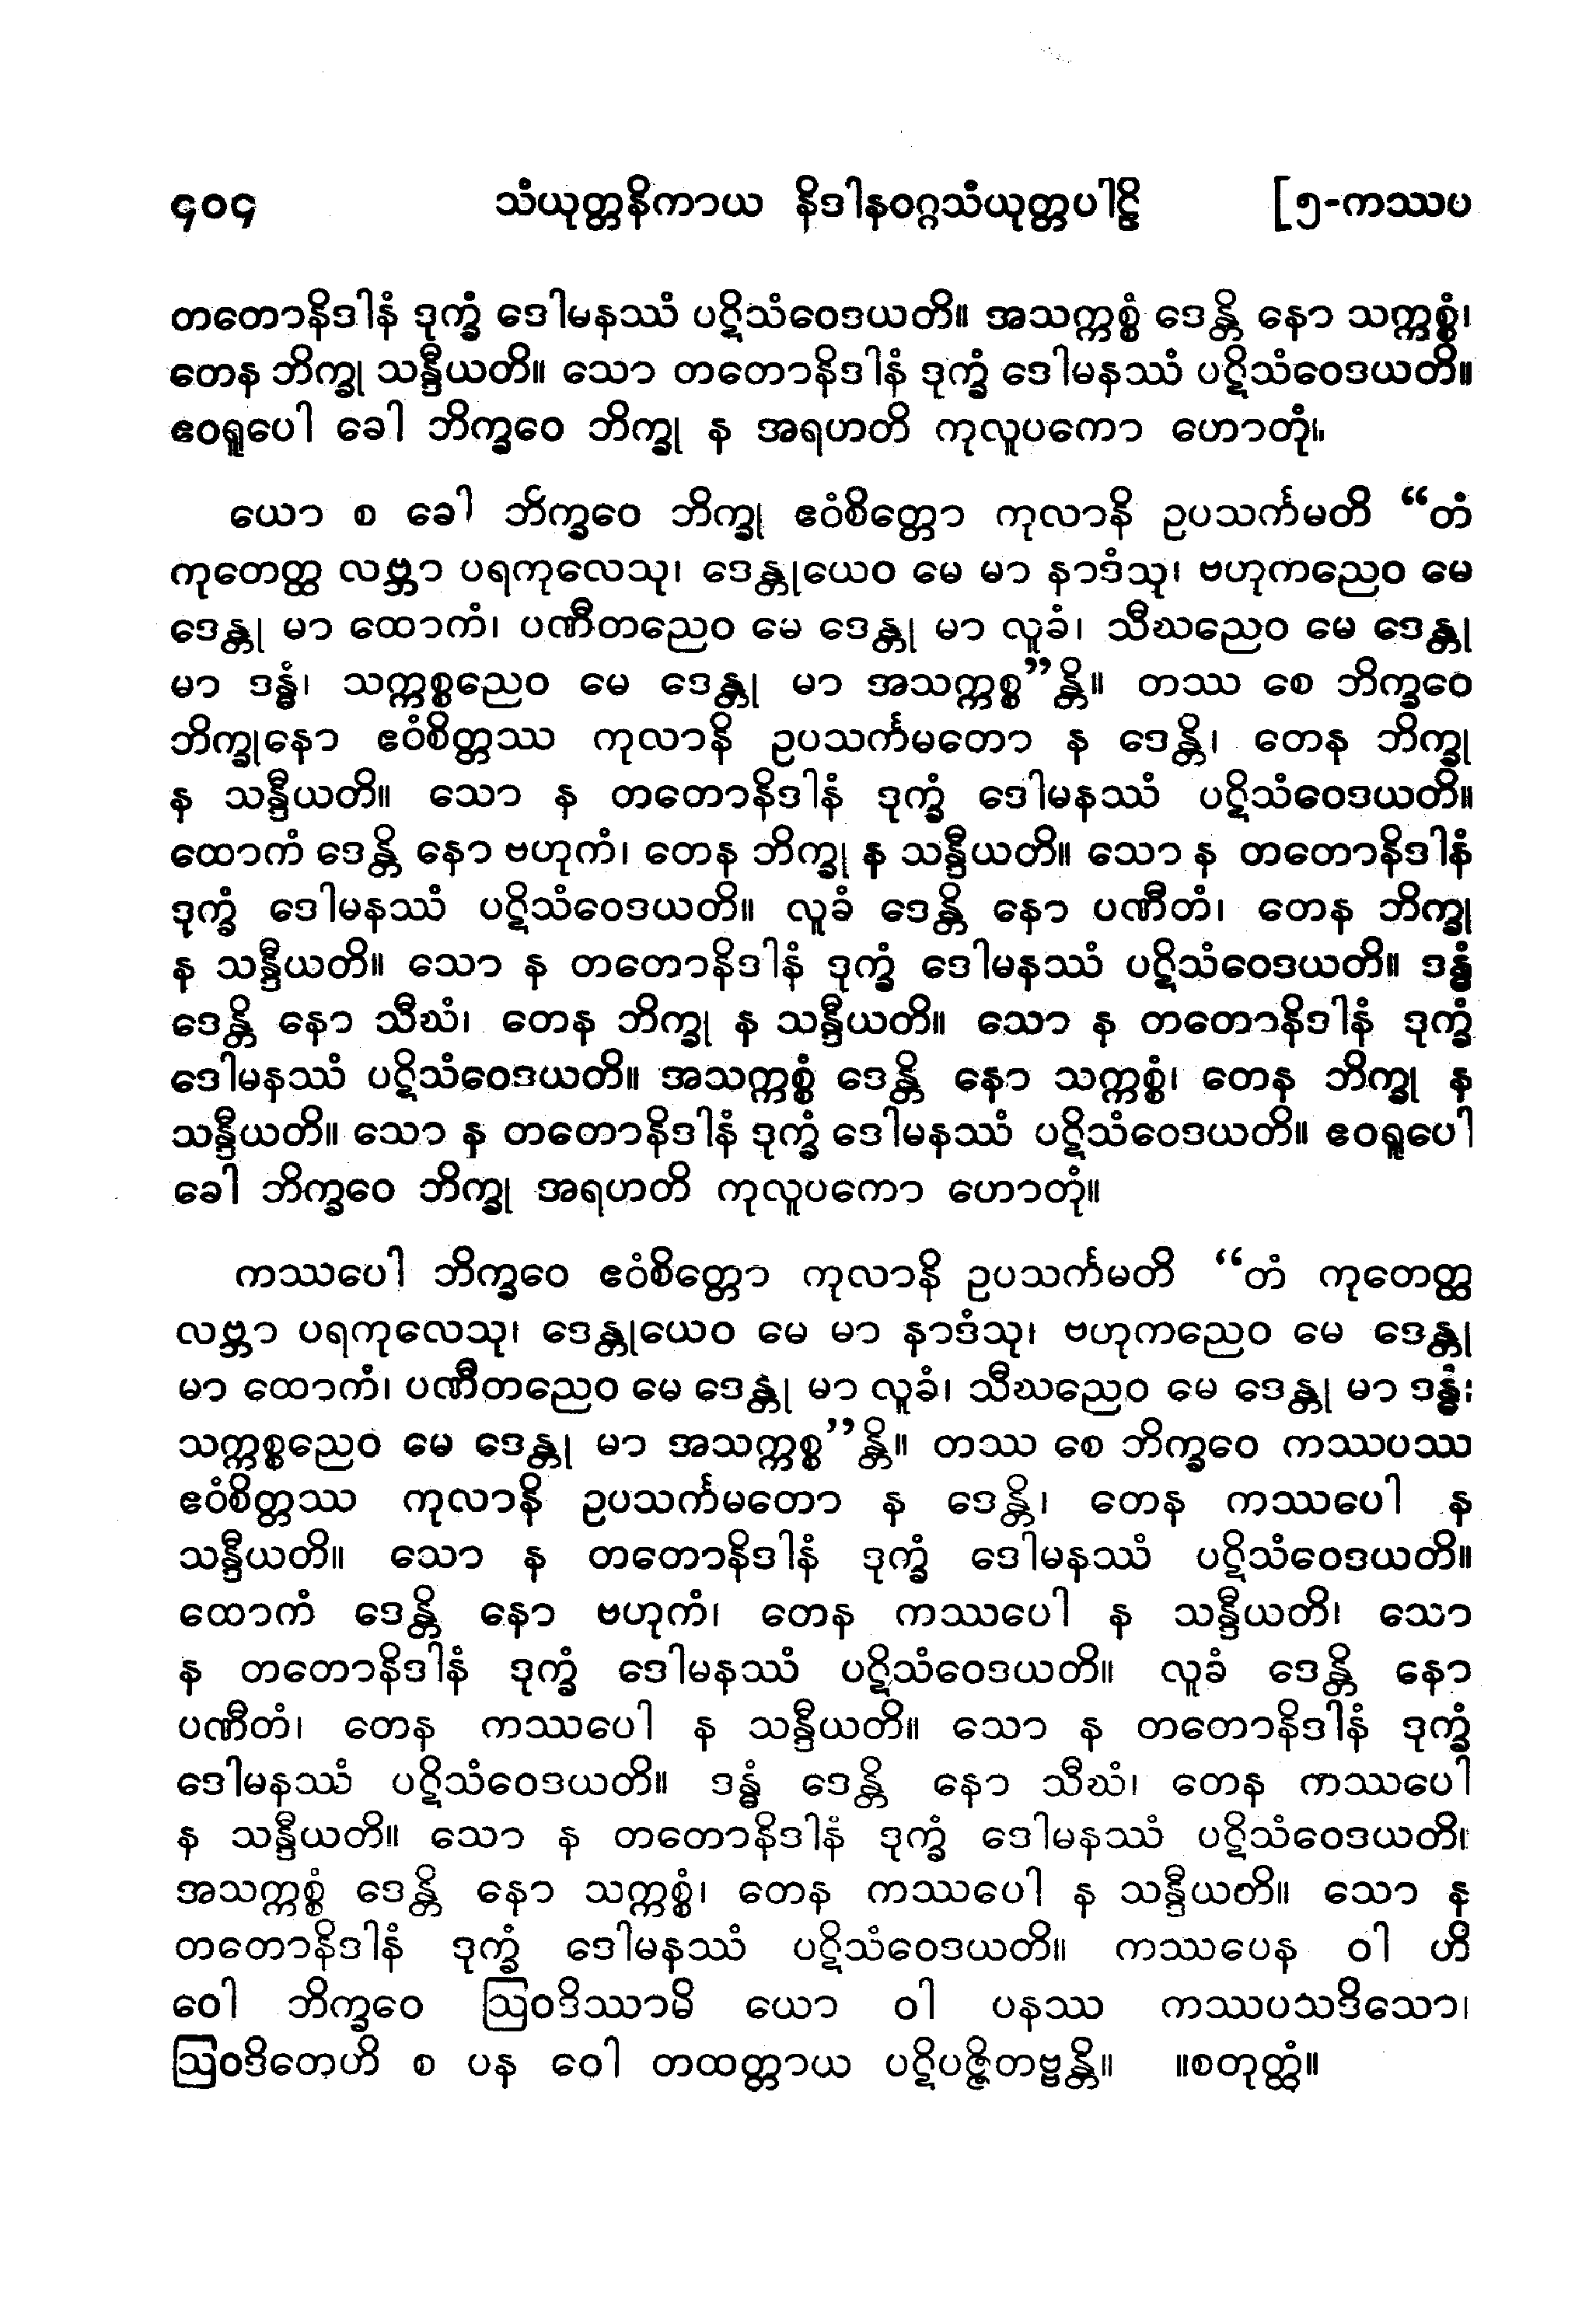 ၄၀၄ သံယုတ္တနိကာယ နိဒါနဝဂ္ဂသံယုတ္တပါဠိ [၅-ကဿပ
တတောနိဒါနံ ဒုက္ခံ ဒေါမနဿံ ပဋိသံဝေဒယတိ။ အသက္ကစ္စံ ဒေန္တိ နော သက္ကစ္စံ၊
တေန ဘိက္ခု သန္ဒီယတိ။ သော တတောနိဒါနံ ဒုက္ခံ ဒေါမနဿံ ပဋိသံဝေဒယတိ။
ဧဝရူပေါ ခေါ ဘိက္ခဝေ ဘိက္ခု န အရဟတိ ကုလူပကော ဟောတုံ။
ယော စ ခေါ ဘိက္ခဝေ ဘိက္ခု ဧဝံစိတ္တော ကုလာနိ ဥပသင်္ကမတိ “တံ
ကုတေတ္ထ လဗ္ဘာ ပရကုလေသု၊ ဒေန္တုယေဝ မေ မာ နာဒံသု၊ ဗဟုကညေဝ မေ
ဒေန္တု မာ ထောကံ၊ ပဏီတညေဝ မေ ဒေန္တု မာ လူခံ၊ သီဃညေဝ မေ ဒေန္တု
မာ ဒန္ဓံ၊ သက္ကစ္စညေဝ မေ ဒေန္တု မာ အသက္ကစ္စ”န္တိ။ တဿ စေ ဘိက္ခဝေ
ဘိက္ခုနော ဧဝံစိတ္တဿ ကုလာနိ ဥပသင်္ကမတော န ဒေန္တိ၊ တေန ဘိက္ခု
န သန္ဒီယတိ။ သော န တတောနိဒါနံ ဒုက္ခံ ဒေါမနဿံ ပဋိသံဝေဒယတိ။
ထောကံ ဒေန္တိ နော ဗဟုကံ၊ တေန ဘိက္ခု န သန္ဒီယတိ။ သော န တတောနိဒါနံ
ဒုက္ခံ ဒေါမနဿံ ပဋိသံဝေဒယတိ။ လူခံ ဒေန္တိ နော ပဏီတံ၊ တေန ဘိက္ခု
န သန္ဒီယတိ။ သော န တတောနိဒါနံ ဒုက္ခံ ဒေါမနဿံ ပဋိသံဝေဒယတိ။ ဒန္ဓံ
ဒေန္တိ နော သီဃံ၊ တေန ဘိက္ခု န သန္ဒီယတိ။ သော န တတောနိဒါနံ ဒုက္ခံ
ဒေါမနဿံ ပဋိသံဝေဒယတိ။ အသက္ကစ္စံ ဒေန္တိ နော သက္ကစ္စံ၊ တေန ဘိက္ခု န
သန္ဒီယတိ။ သော န တတောနိဒါနံ ဒုက္ခံ ဒေါမနဿံ ပဋိသံဝေဒယတိ။ ဧဝရူပေါ
ခေါ ဘိက္ခဝေ ဘိက္ခု အရဟတိ ကုလူပကော ဟောတုံ။
ကဿပေါ ဘိက္ခဝေ ဧဝံစိတ္တော ကုလာနိ ဥပသင်္ကမတိ “တံ ကုတေတ္ထ
လဗ္ဘာ ပရကုလေသု၊ ဒေန္တုယေဝ မေ မာ နာဒံသု၊ ဗဟုကညေဝ မေ ဒေန္တု
မာ ထောကံ၊ ပဏီတညေဝ မေ ဒေန္တု မာ လူခံ၊ သီဃညေဝ မေ ဒေန္တု မာ ဒန္ဓံ၊
သက္ကစ္စညေဝ မေ ဒေန္တု မာ အသက္ကစ္စ”န္တိ။ တဿ စေ ဘိက္ခဝေ ကဿပဿ
ဧဝံစိတ္တဿ ကုလာနိ ဥပသင်္ကမတော န ဒေန္တိ၊ တေန ကဿပေါ န
သန္ဒီယတိ။ သော န တတောနိဒါနံ ဒုက္ခံ ဒေါမနဿံ ပဋိသံဝေဒယတိ။
ထောကံ ဒေန္တိ နော ဗဟုကံ၊ တေန ကဿပေါ န သန္ဒီယတိ၊ သော
န တတောနိဒါနံ ဒုက္ခံ ဒေါမနဿံ ပဋိသံဝေဒယတိ။ လူခံ ဒေန္တိ နော
ပဏီတံ၊ တေန ကဿပေါ န သန္ဒီယတိ။ သော န တတောနိဒါနံ ဒုက္ခံ
ဒေါမနဿံ ပဋိသံဝေဒယတိ။ ဒန္ဓံ ဒေန္တိ နော သီဃံ၊ တေန ကဿပေါ
န သန္ဒီယတိ။ သော န တတောနိဒါနံ ဒုက္ခံ ဒေါမနဿံ ပဋိသံဝေဒယတိ။
အသက္ကစ္စံ ဒေန္တိ နော သက္ကစ္စံ၊ တေန ကဿပေါ န သန္ဒီယတိ။ သော န
တတောနိဒါနံ ဒုက္ခံ ဒေါမနဿံ ပဋိသံဝေဒယတိ။ ကဿပေန ဝါ ဟိ
ဝေါ ဘိက္ခဝေ ဩဝဒိဿာမိ ယော ဝါ ပနဿ ကဿပသဒိသော၊
ဩဝဒိတေဟိ စ ပန ဝေါ တထတ္တာယ ပဋိပဇ္ဇိတဗ္ဗန္တိ။ ။စတုတ္ထံ။